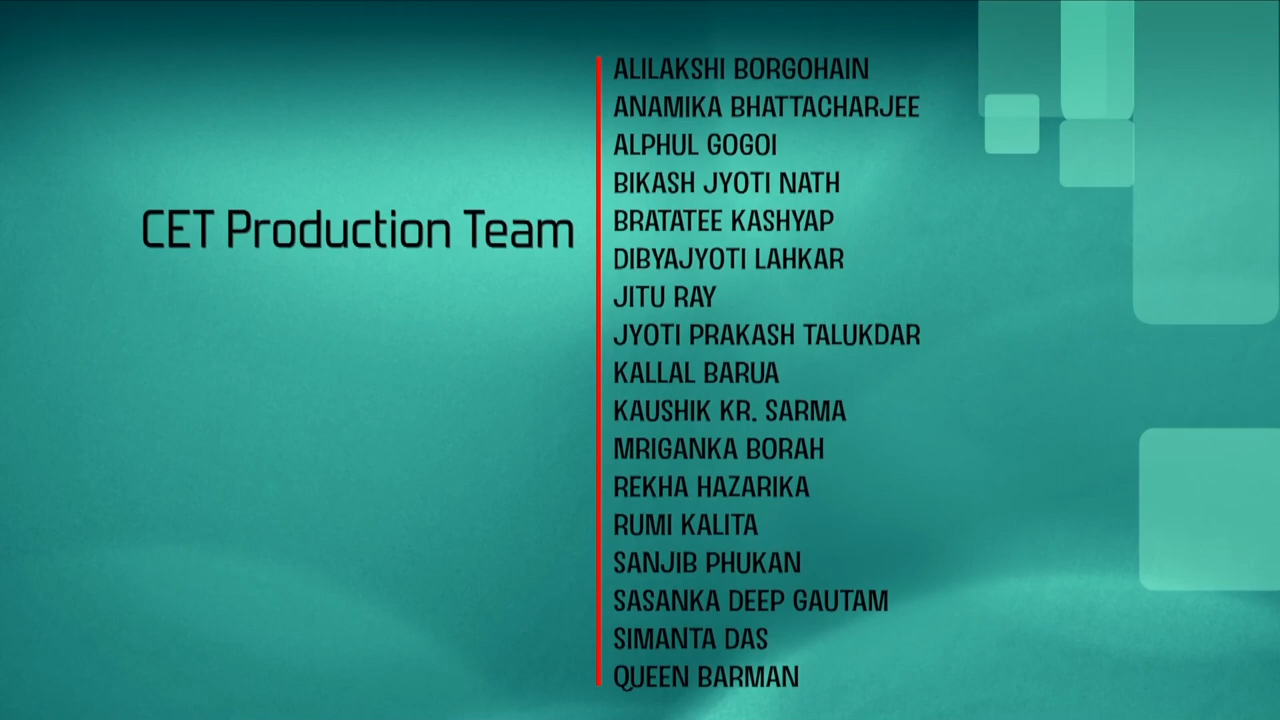 CET Production Team
ALILAKSHI BORGOHAIN
ANAMIKA BHATTACHARJEE
ALPHUL GOGOI
BIKASH JYOTI NATH
BRATATEE KASHYAP
DIBYAJYOTI LAHKAR
JITU RAY
JYOTI PRAKASH TALUKDAR
KALLAL BARUA
KAUSHIK KR. SARMA
MRIGANKA BORAH
REKHA HAZARIKA
RUMI KALITA
SANJIB PHUKAN
SASANKA DEEP GAUTAM
SIMANTA DAS
QUEEN BARMAN